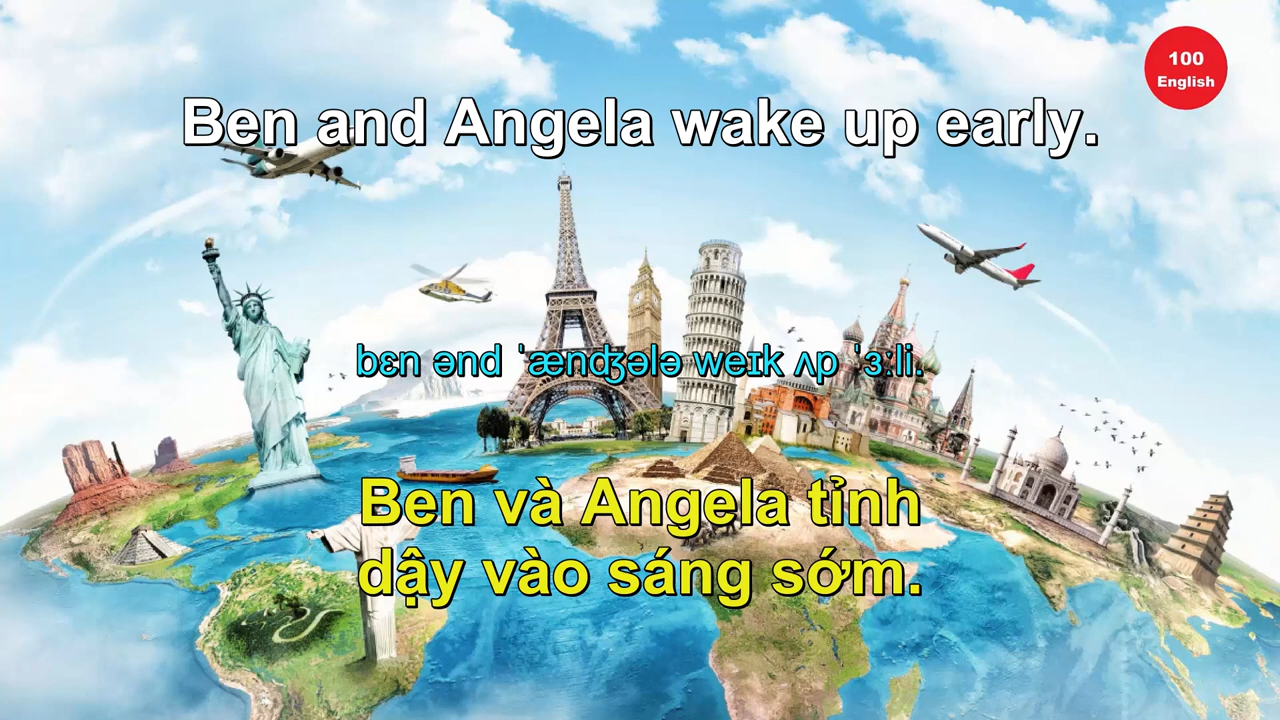 100
English
Ben and Angela wake up early.
bɛn ənd ˈænʤələ weɪk ʌp ˈɜːli.
Ben và Angela tỉnh
dậy vào sáng sớm.